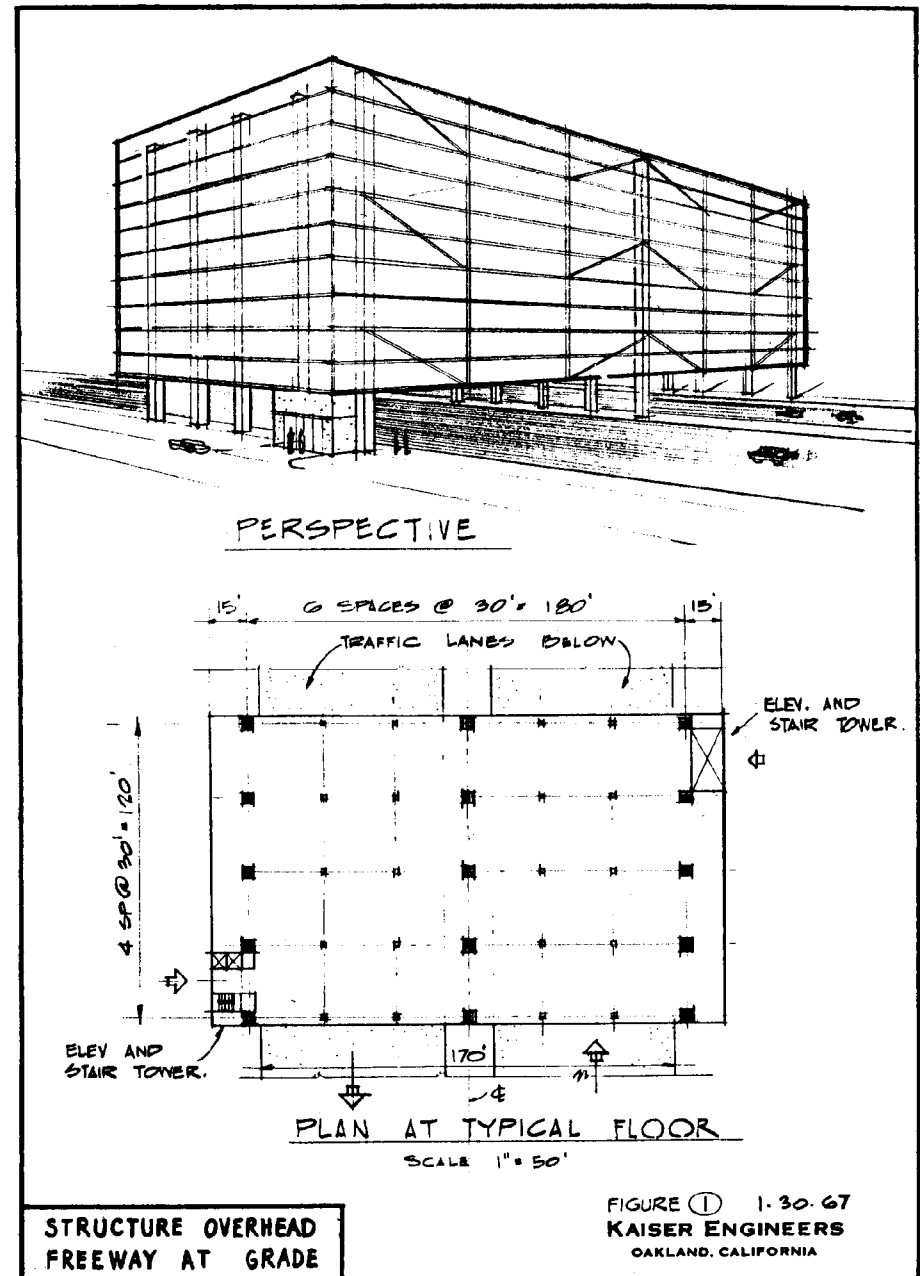 PERSPECTIVE
15'
6 SPACES @ 30' = 180'
15'
TRAFFIC LANES BELOW
ELEV. AND
STAIR TOWER.
4 SP @ 30' = 120'
ELEV AND
STAIR TOWER.
170'
℄
PLAN AT TYPICAL FLOOR
SCALE 1" = 50'
STRUCTURE OVERHEAD
FREEWAY AT GRADE
FIGURE 1 1·30·67
KAISER ENGINEERS
OAKLAND, CALIFORNIA